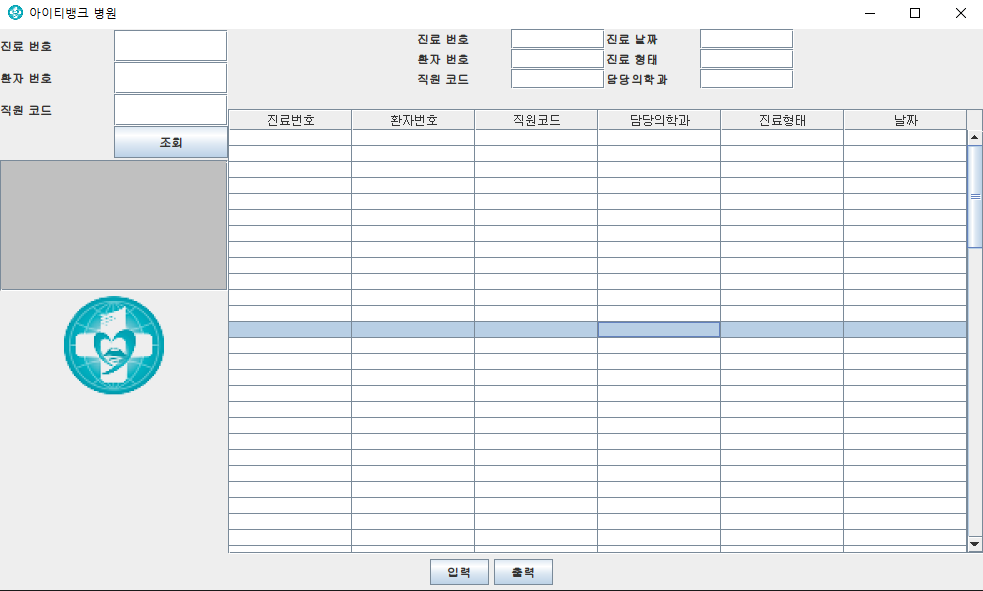 아이티뱅크 병원
진료 번호
환자 번호
직원 코드
조회
진료 번호 진료 날짜
환자 번호 진료 형태
직원 코드 담당의학과
진료번호 환자번호 직원코드 담당의학과 진료형태 날짜
입력 출력